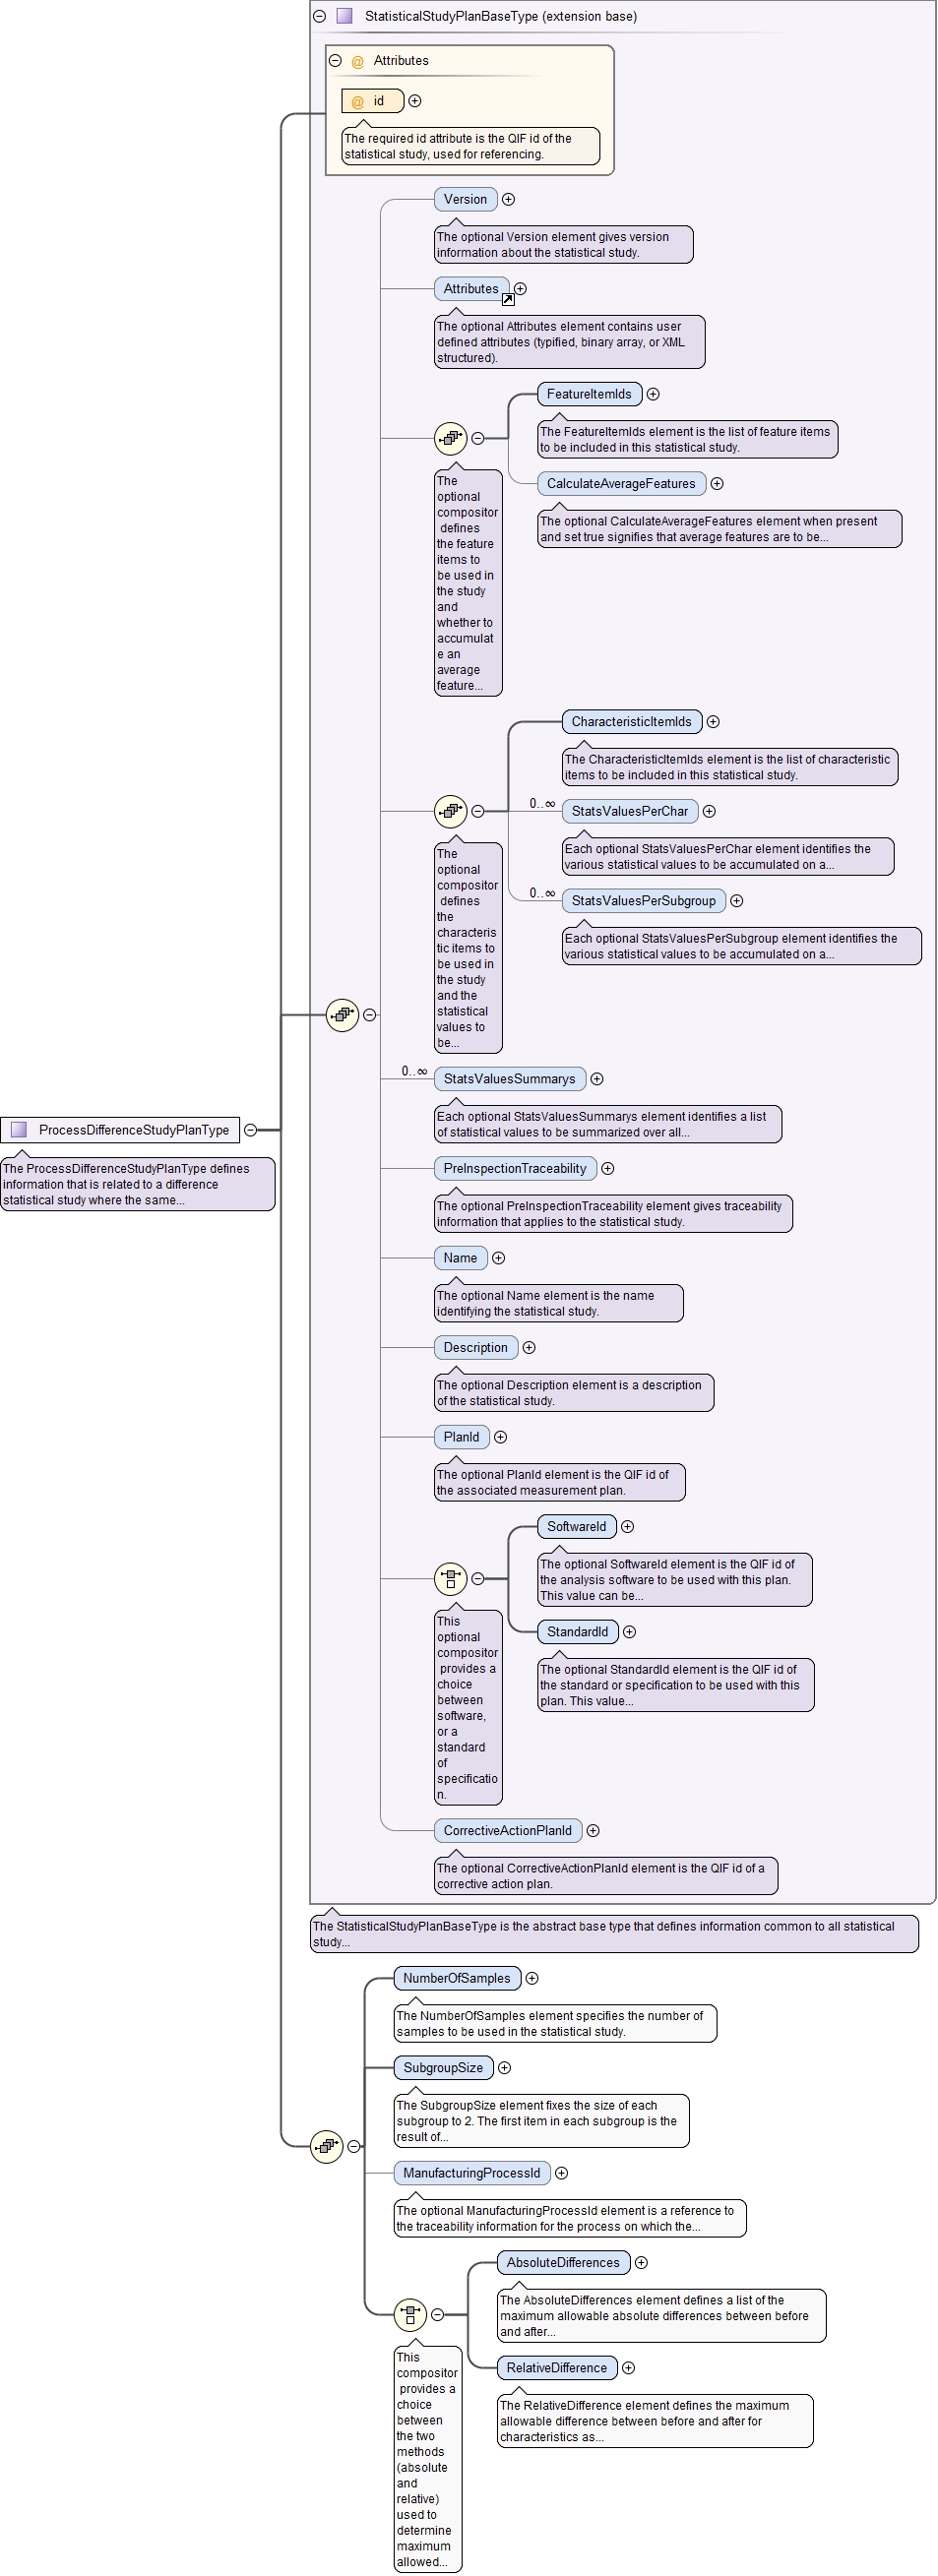 StatisticalStudyPlanBaseType (extension base)
@ Attributes
@ id
The required id attribute is the QIF id of the
statistical study, used for referencing.
Version
The optional Version element gives version
information about the statistical study.
Attributes
The optional Attributes element contains user
defined attributes (typified, binary array, or XML
structured).
FeatureItemIds
The FeatureItemIds element is the list of feature items
to be included in this statistical study.
CalculateAverageFeatures
The optional CalculateAverageFeatures element when present
and set true signifies that average features are to be...
The
optional
compositor
defines
the feature
items to
be used in
the study
and
whether to
accumulat
e an
average
feature...
CharacteristicItemIds
The CharacteristicItemIds element is the list of characteristic
items to be included in this statistical study.
0..∞
StatsValuesPerChar
Each optional StatsValuesPerChar element identifies the
various statistical values to be accumulated on a...
0..∞
StatsValuesPerSubgroup
Each optional StatsValuesPerSubgroup element identifies the
various statistical values to be accumulated on a...
The
optional
compositor
defines
the
characteris
tic items to
be used in
the study
and the
statistical
values to
be...
0..∞
StatsValuesSummarys
Each optional StatsValuesSummarys element identifies a list
of statistical values to be summarized over all...
ProcessDifferenceStudyPlanType
The ProcessDifferenceStudyPlanType defines
information that is related to a difference
statistical study where the same...
PreInspectionTraceability
The optional PreInspectionTraceability element gives traceability
information that applies to the statistical study.
Name
The optional Name element is the name
identifying the statistical study.
Description
The optional Description element is a description
of the statistical study.
PlanId
The optional PlanId element is the QIF id of
the associated measurement plan.
SoftwareId
The optional SoftwareId element is the QIF id of
the analysis software to be used with this plan.
This value can be...
StandardId
The optional StandardId element is the QIF id of
the standard or specification to be used with this
plan. This value...
This
optional
compositor
provides a
choice
between
software,
or a
standard
of
specificatio
n.
CorrectiveActionPlanId
The optional CorrectiveActionPlanId element is the QIF id of a
corrective action plan.
The StatisticalStudyPlanBaseType is the abstract base type that defines information common to all statistical
study...
NumberOfSamples
The NumberOfSamples element specifies the number of
samples to be used in the statistical study.
SubgroupSize
The SubgroupSize element fixes the size of each
subgroup to 2. The first item in each subgroup is the
result of...
ManufacturingProcessId
The optional ManufacturingProcessId element is a reference to
the traceability information for the process on which the...
AbsoluteDifferences
The AbsoluteDifferences element defines a list of the
maximum allowable absolute differences between before
and after...
RelativeDifference
The RelativeDifference element defines the maximum
allowable difference between before and after for
characteristics as...
This
compositor
provides a
choice
between
the two
methods
(absolute
and
relative)
used to
determine
maximum
allowed...